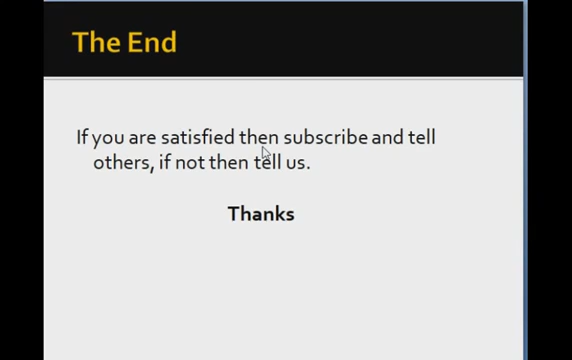 The End
If you are satisfied then subscribe and tell
others, if not then tell us.
Thanks